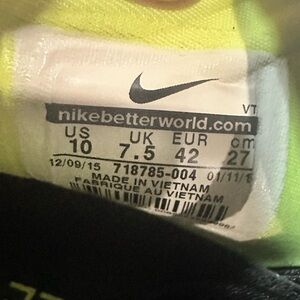 VT
nikebetterworld.com
US UK EUR cm
10 7.5 42 27
12/09/15 718785-004 01/11/1
MADE IN VIETNAM
FABRIQUE AU VIETNAM